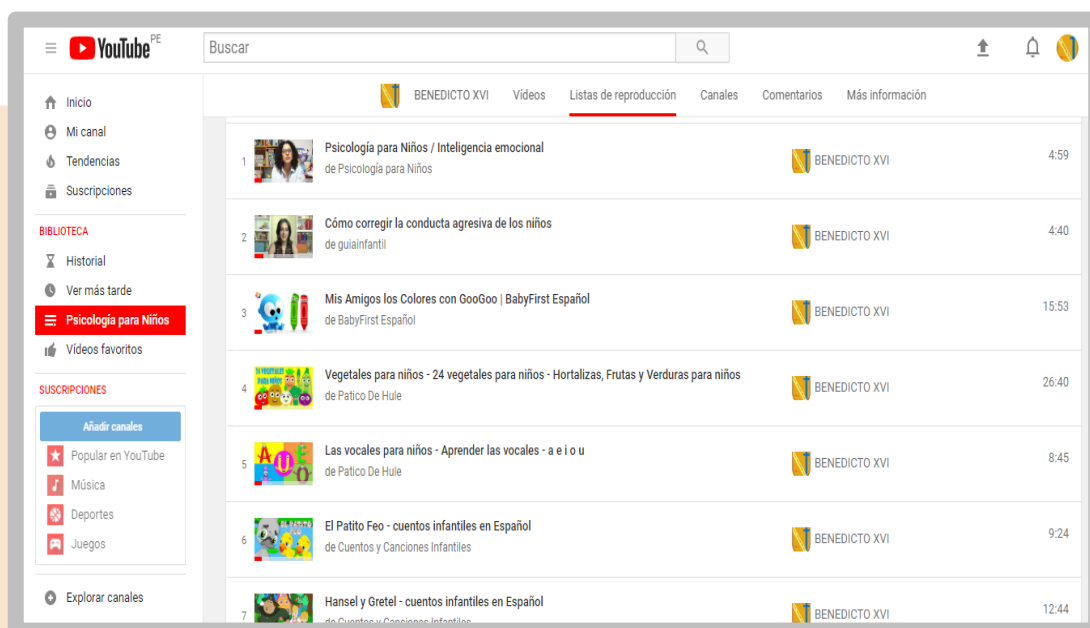 YouTube PE
Buscar
Inicio
Mi canal
Tendencias
Suscripciones
BIBLIOTECA
Historial
Ver más tarde
Psicología para Niños
Vídeos favoritos
SUSCRIPCIONES
Añadir canales
Popular en YouTube
Música
Deportes
Juegos
Explorar canales
BENEDICTO XVI Vídeos Listas de reproducción Canales Comentarios Más información
1 Psicología para Niños / Inteligencia emocional
de Psicología para Niños
BENEDICTO XVI
4:59
2 Cómo corregir la conducta agresiva de los niños
de guiainfantil
BENEDICTO XVI
4:40
3 Mis Amigos los Colores con GooGoo | BabyFirst Español
de BabyFirst Español
BENEDICTO XVI
15:53
4 Vegetales para niños - 24 vegetales para niños - Hortalizas, Frutas y Verduras para niños
de Patico De Hule
BENEDICTO XVI
26:40
5 Las vocales para niños - Aprender las vocales - a e i o u
de Patico De Hule
BENEDICTO XVI
8:45
6 El Patito Feo - cuentos infantiles en Español
de Cuentos y Canciones Infantiles
BENEDICTO XVI
9:24
7 Hansel y Gretel - cuentos infantiles en Español
de Cuentos y Canciones Infantiles
BENEDICTO XVI
12:44